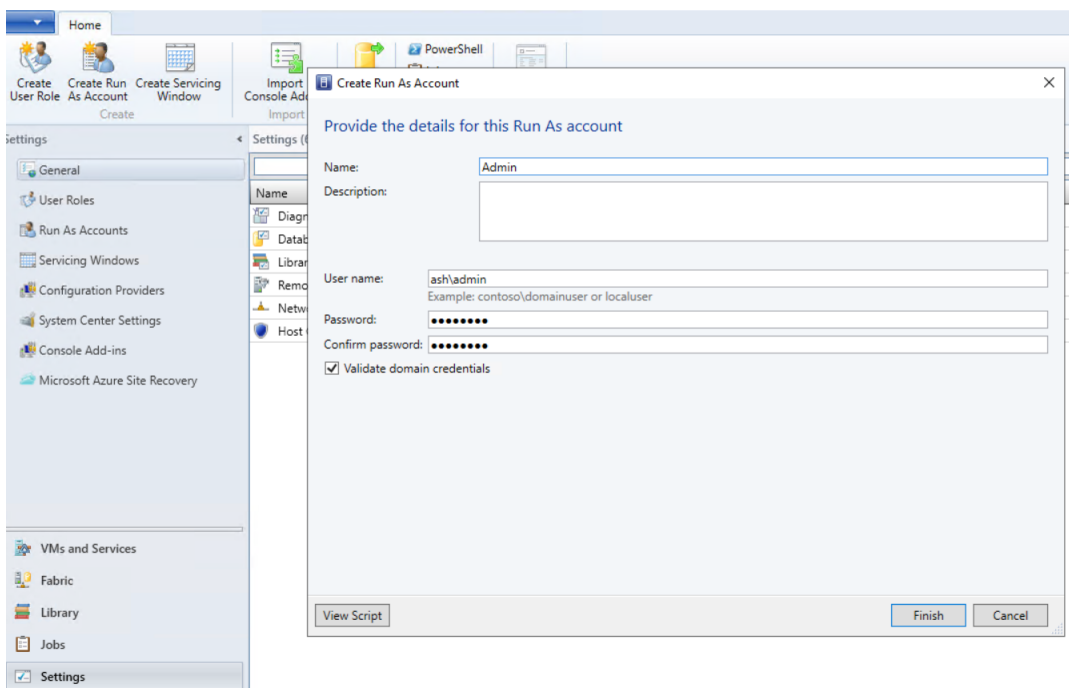 Home
PowerShell
Create User Role
Create Run As Account
Create Servicing Window
Import Console Add
Create
Import
Settings
General
User Roles
Run As Accounts
Servicing Windows
Configuration Providers
System Center Settings
Console Add-ins
Microsoft Azure Site Recovery
VMs and Services
Fabric
Library
Jobs
Settings
Settings (
Name
Diagn
Datab
Librar
Remo
Netw
Host
Create Run As Account
Provide the details for this Run As account
Name: Admin
Description:
User name: ash\admin
Example: contoso\domainuser or localuser
Password: ●●●●●●●●
Confirm password: ●●●●●●●●
Validate domain credentials
View Script
Finish
Cancel